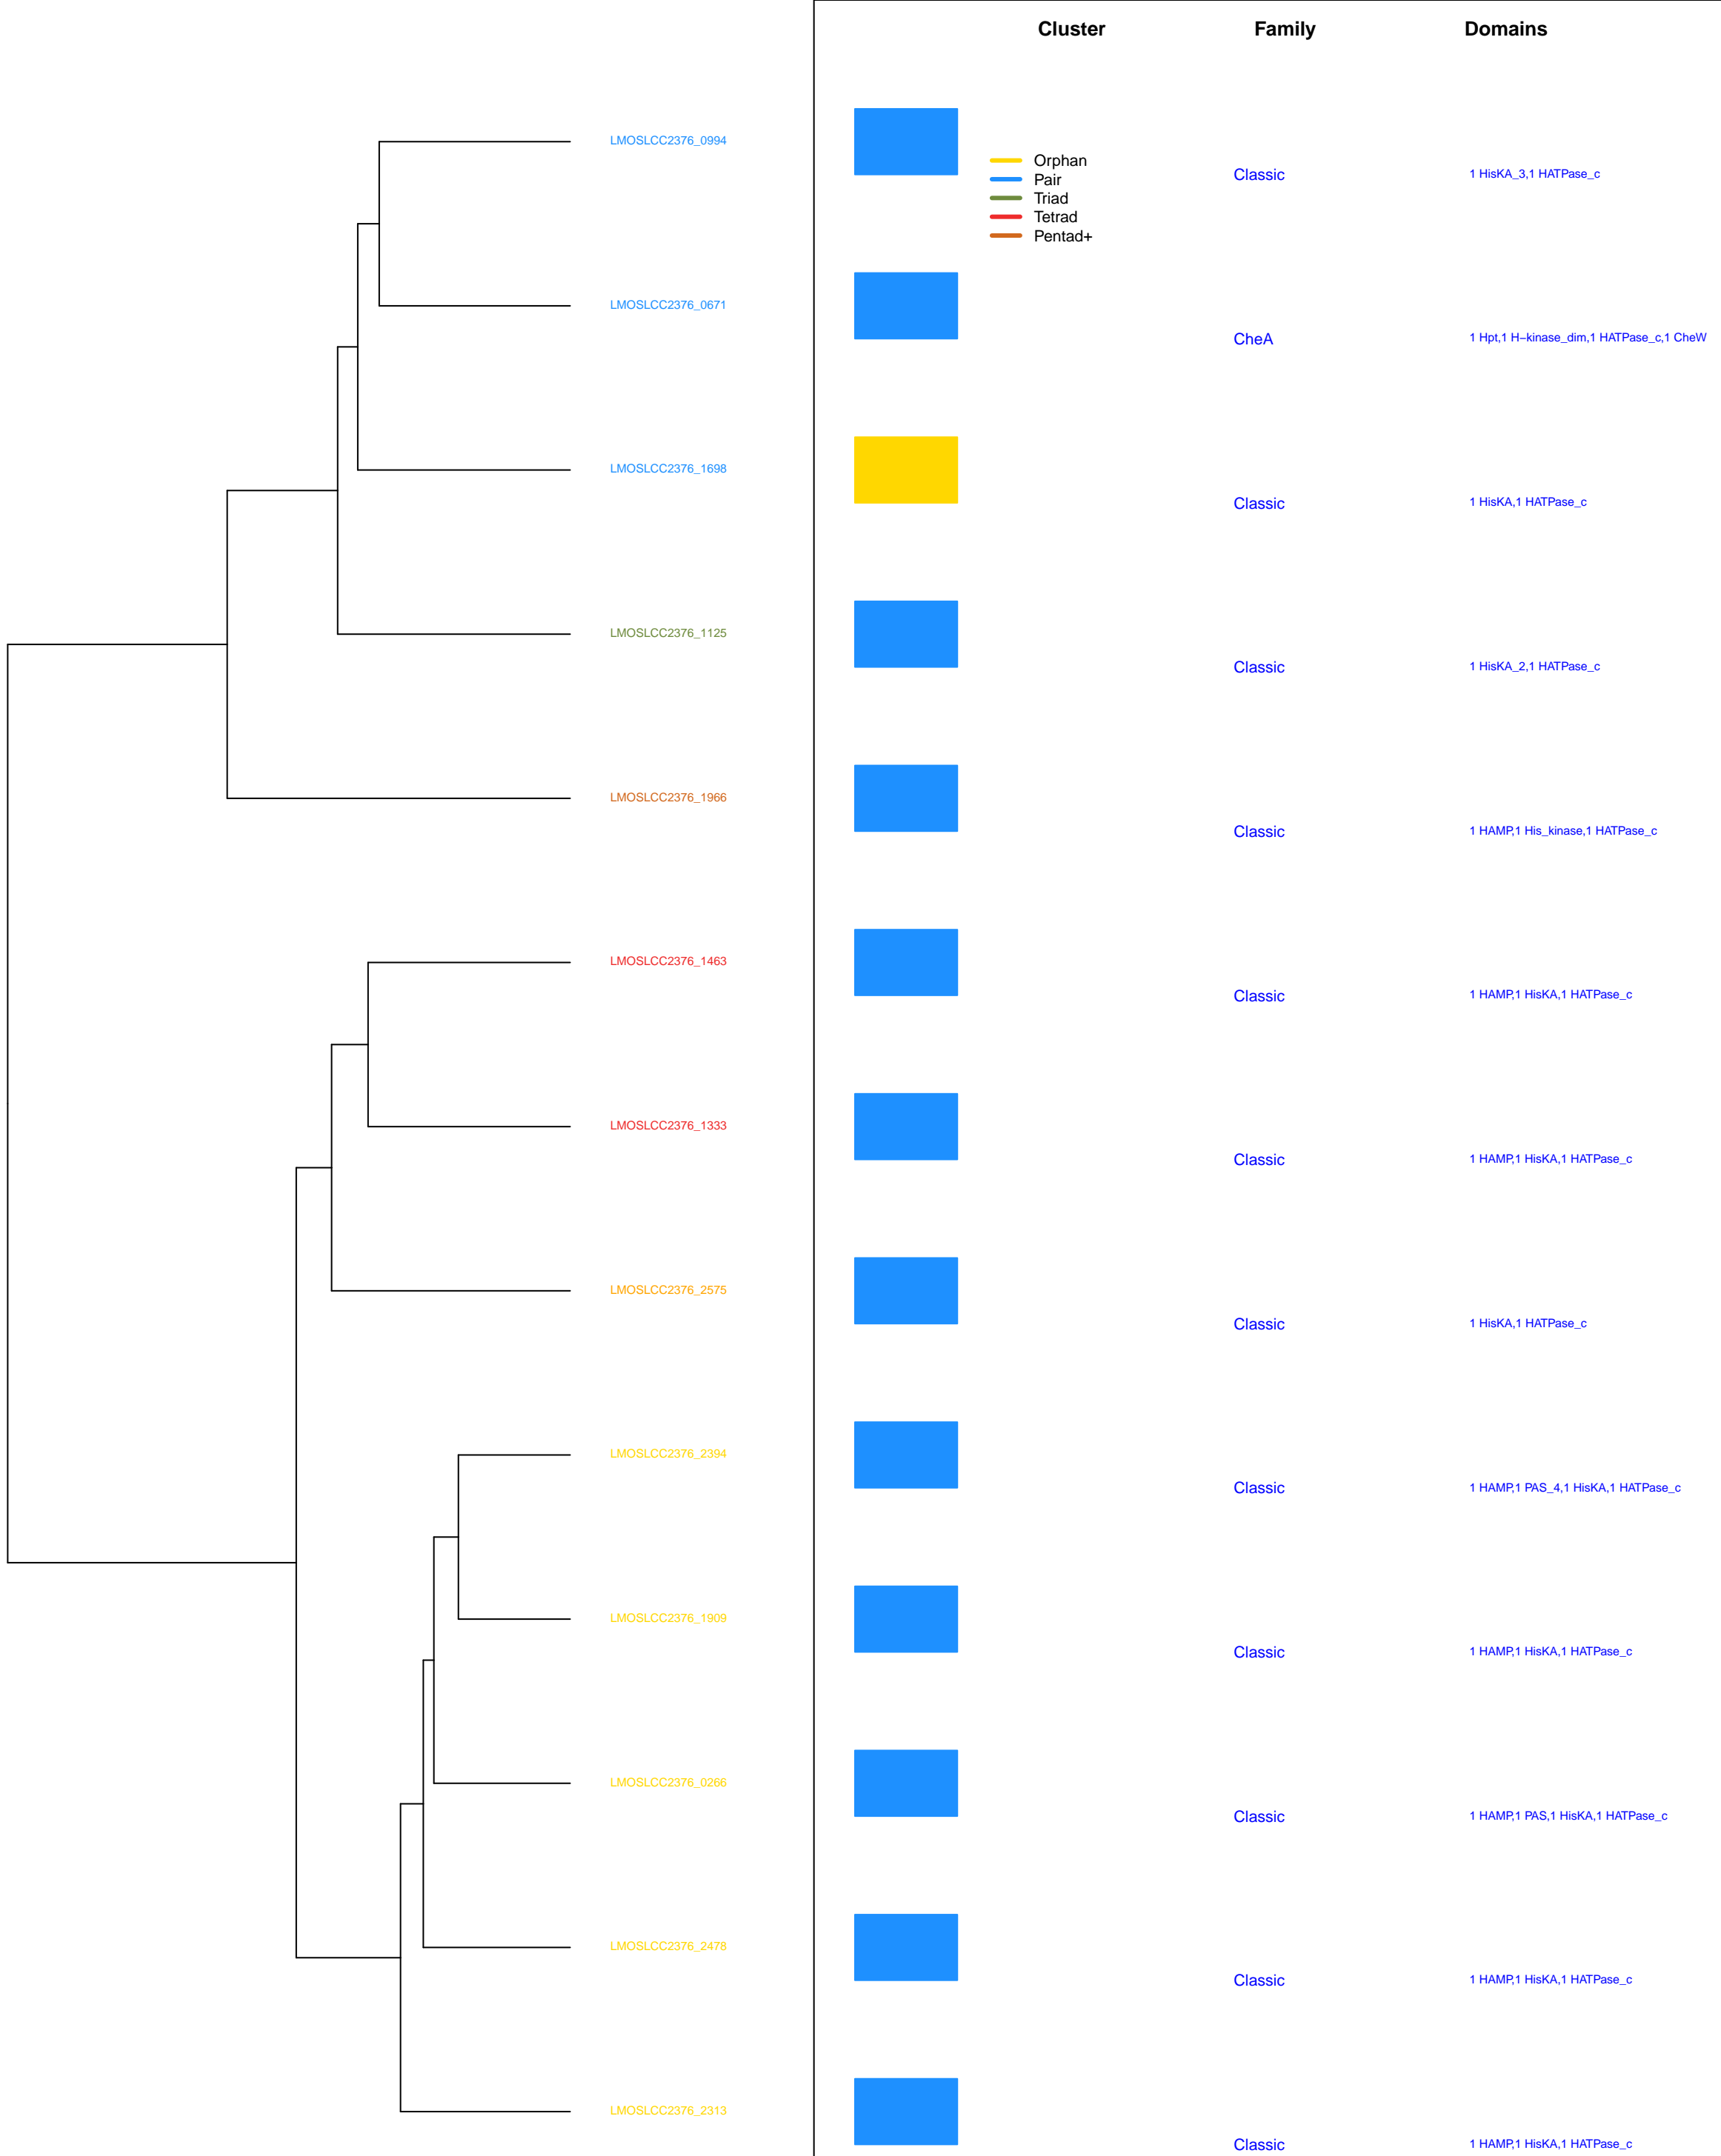 Cluster Family Domains
LMOSLCC2376_0994
Orphan
Pair
Triad
Tetrad
Pentad+
Classic 1 HisKA_3,1 HATPase_c
LMOSLCC2376_0671
CheA 1 Hpt,1 H−kinase_dim,1 HATPase_c,1 CheW
LMOSLCC2376_1698
Classic 1 HisKA,1 HATPase_c
LMOSLCC2376_1125
Classic 1 HisKA_2,1 HATPase_c
LMOSLCC2376_1966
Classic 1 HAMP,1 His_kinase,1 HATPase_c
LMOSLCC2376_1463
Classic 1 HAMP,1 HisKA,1 HATPase_c
LMOSLCC2376_1333
Classic 1 HAMP,1 HisKA,1 HATPase_c
LMOSLCC2376_2575
Classic 1 HisKA,1 HATPase_c
LMOSLCC2376_2394
Classic 1 HAMP,1 PAS_4,1 HisKA,1 HATPase_c
LMOSLCC2376_1909
Classic 1 HAMP,1 HisKA,1 HATPase_c
LMOSLCC2376_0266
Classic 1 HAMP,1 PAS,1 HisKA,1 HATPase_c
LMOSLCC2376_2478
Classic 1 HAMP,1 HisKA,1 HATPase_c
LMOSLCC2376_2313
Classic 1 HAMP,1 HisKA,1 HATPase_c